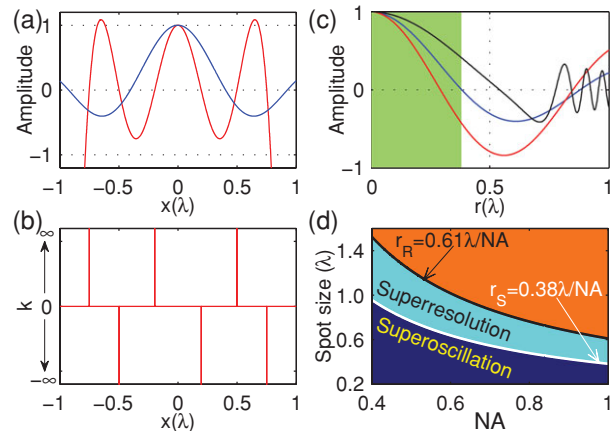 (a)
Amplitude
1
0
−1
−1 −0.5 0 0.5 1
x(λ)
(c)
Amplitude
1
0
−1
0 0.5 1
r(λ)
(b)
k
∞
0
−∞
−1 −0.5 0 0.5 1
x(λ)
(d)
Spot size (λ)
1.4
1.0
0.6
0.2
r_R=0.61λ/NA
r_S=0.38λ/NA
Superresolution
Superoscillation
0.4 0.6 0.8 1
NA